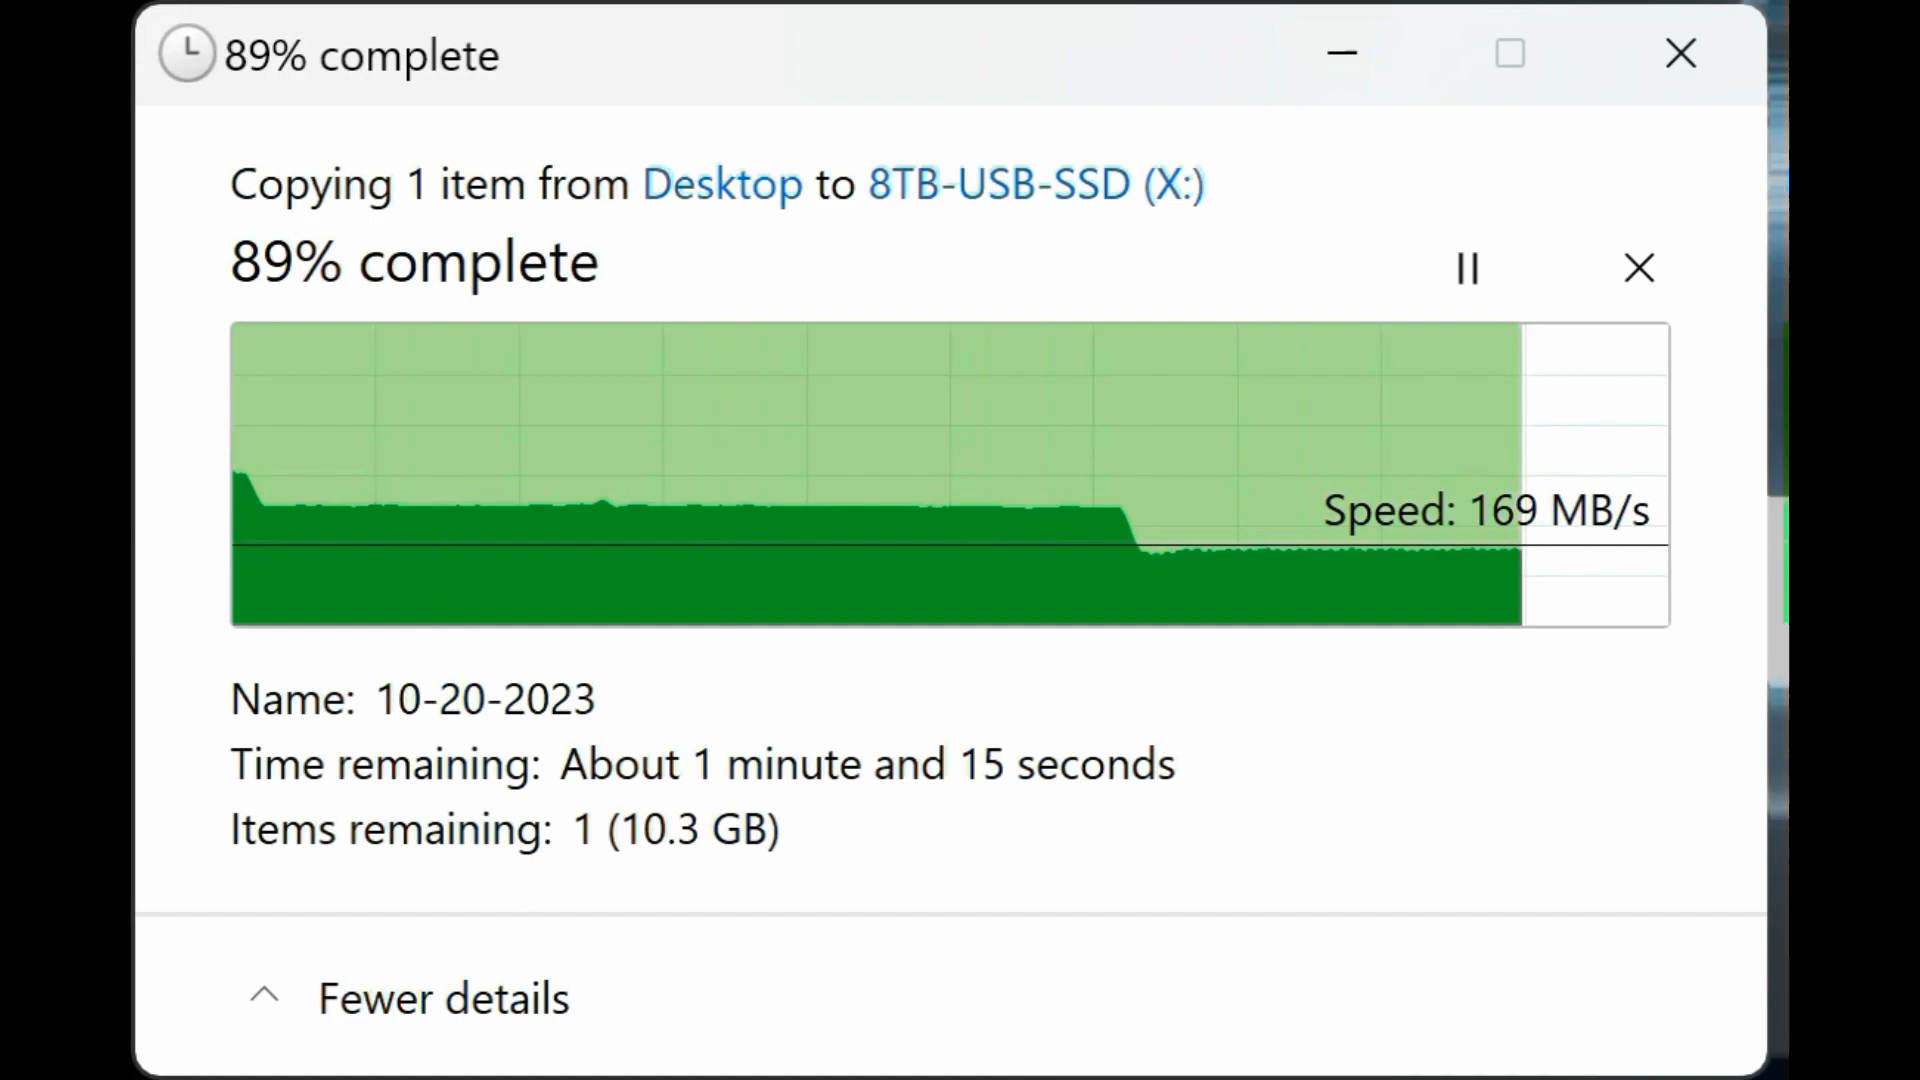 89% complete
Copying 1 item from Desktop to 8TB-USB-SSD (X:)
89% complete
Speed: 169 MB/s
Name: 10-20-2023
Time remaining: About 1 minute and 15 seconds
Items remaining: 1 (10.3 GB)
Fewer details